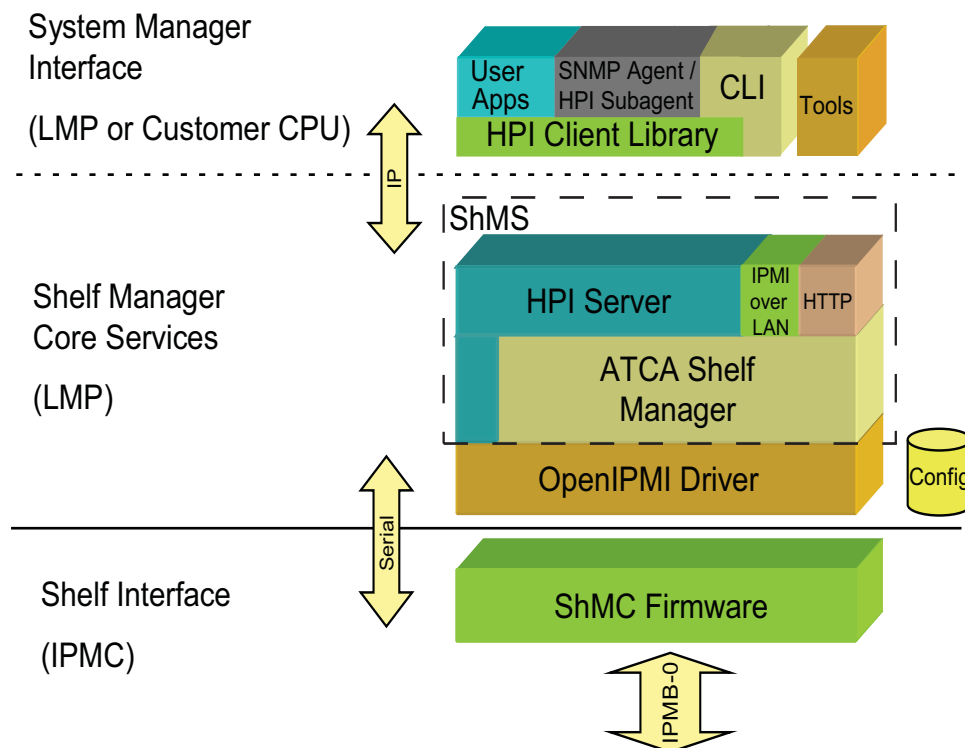 System Manager
Interface
(LMP or Customer CPU)
User
Apps
SNMP Agent /
HPI Subagent
CLI
Tools
HPI Client Library
IP
ShMS
Shelf Manager
Core Services
(LMP)
HPI Server
IPMI
over
LAN
HTTP
ATCA Shelf
Manager
OpenIPMI Driver
Config
Serial
Shelf Interface
(IPMC)
ShMC Firmware
IPMB-0